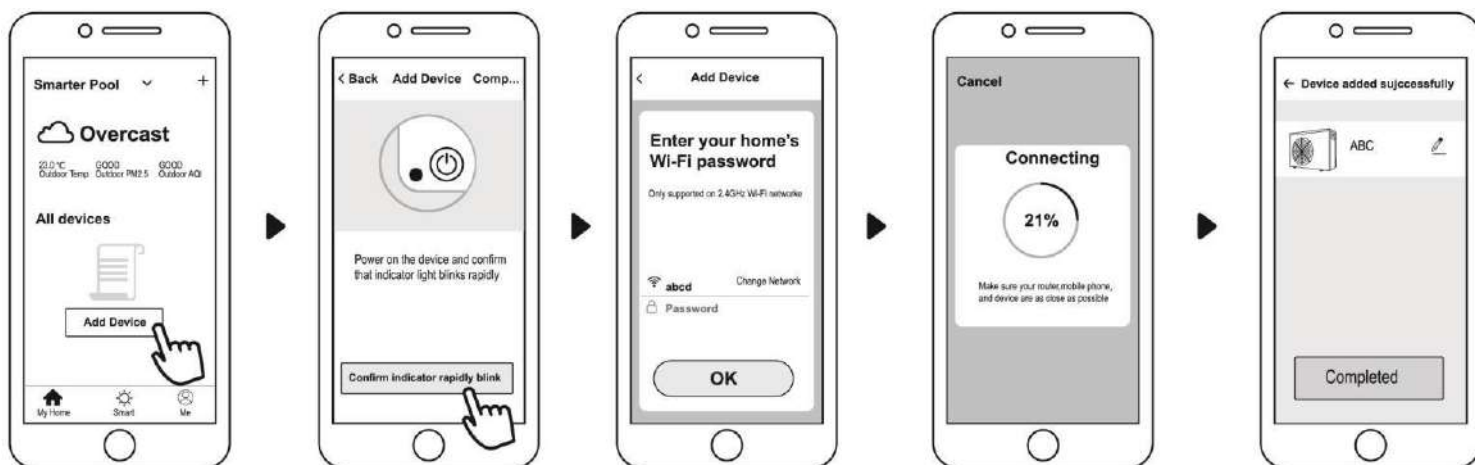 Smarter Pool
+
Overcast
23.0 °C GOOD GOOD
Outdoor Temp Outdoor PM2.5 Outdoor AQI
All devices
Add Device
My Home Smart Me
< Back Add Device Comp...
Power on the device and confirm
that indicator light blinks rapidly
Confirm indicator rapidly blink
< Add Device
Enter your home's
Wi-Fi password
Only supported on 2.4GHz Wi-Fi networke
abcd Change Network
Password
OK
Cancel
Connecting
21%
Make sure your router,mobile phone,
and device are as close as possible
← Device added sujccessfully
ABC
Completed